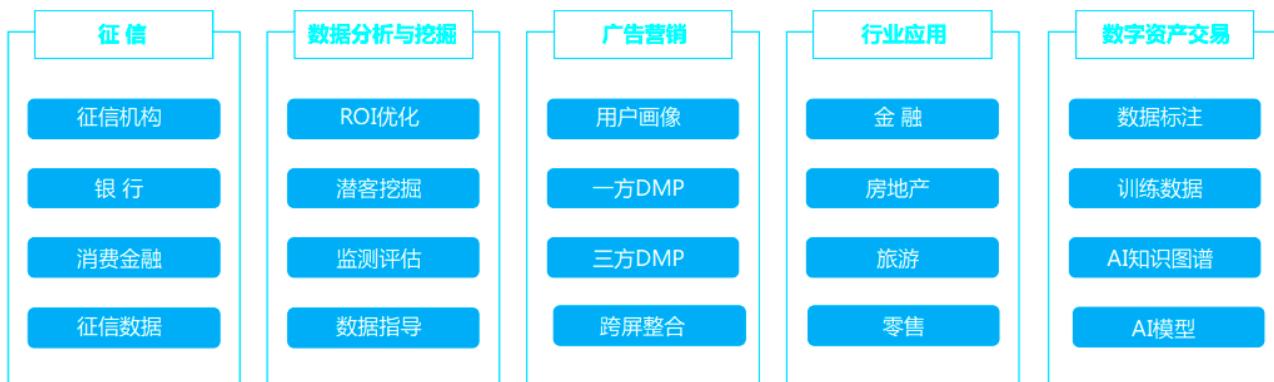 征 信
征信机构
银 行
消费金融
征信数据
数据分析与挖掘
ROI优化
潜客挖掘
监测评估
数据指导
广告营销
用户画像
一方DMP
三方DMP
跨屏整合
行业应用
金 融
房地产
旅游
零售
数字资产交易
数据标注
训练数据
AI知识图谱
AI模型